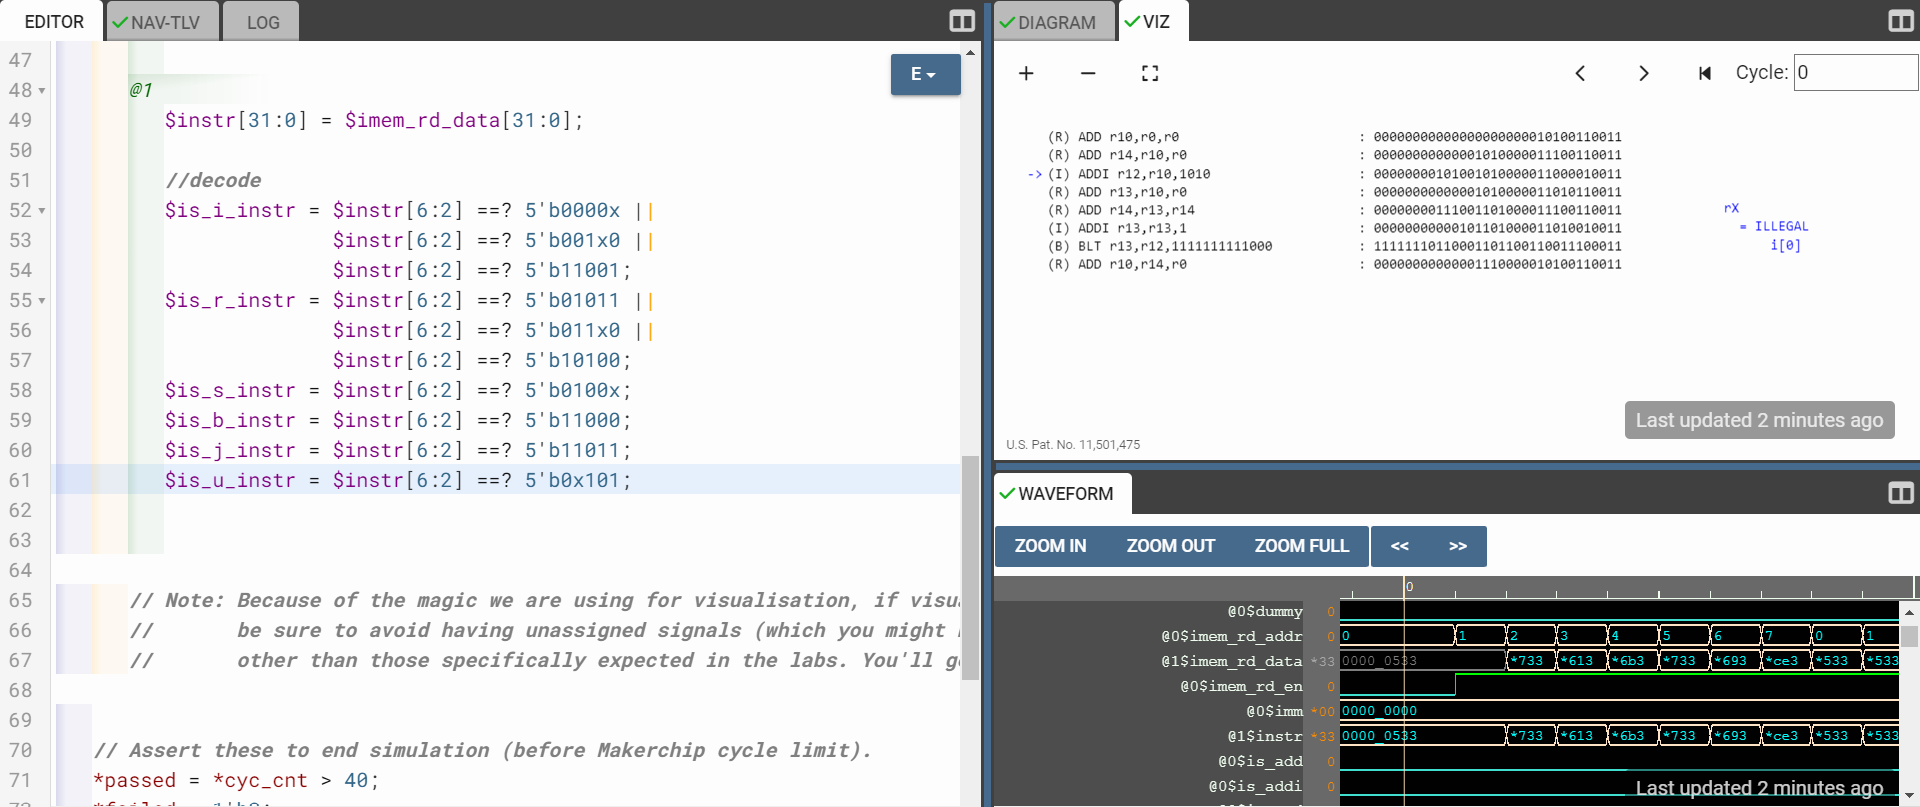 EDITOR
NAV-TLV
LOG
E
47
48 @1
49 $instr[31:0] = $imem_rd_data[31:0];
50
51 //decode
52 $is_i_instr = $instr[6:2] ==? 5'b0000x ||
53 $instr[6:2] ==? 5'b001x0 ||
54 $instr[6:2] ==? 5'b11001;
55 $is_r_instr = $instr[6:2] ==? 5'b01011 ||
56 $instr[6:2] ==? 5'b011x0 ||
57 $instr[6:2] ==? 5'b10100;
58 $is_s_instr = $instr[6:2] ==? 5'b0100x;
59 $is_b_instr = $instr[6:2] ==? 5'b11000;
60 $is_j_instr = $instr[6:2] ==? 5'b11011;
61 $is_u_instr = $instr[6:2] ==? 5'b0x101;
62
63
64
65 // Note: Because of the magic we are using for visualisation, if visu
66 // be sure to avoid having unassigned signals (which you might
67 // other than those specifically expected in the labs. You'll g
68
69
70 // Assert these to end simulation (before Makerchip cycle limit).
71 *passed = *cyc_cnt > 40;
DIAGRAM
VIZ
Cycle: 0
(R) ADD r10,r0,r0 : 00000000000000000000010100110011
(R) ADD r14,r10,r0 : 00000000000001010000011100110011
-> (I) ADDI r12,r10,1010 : 00000000101001010000011000010011
(R) ADD r13,r10,r0 : 00000000000001010000011010110011
(R) ADD r14,r13,r14 : 00000000111001101000011100110011
(I) ADDI r13,r13,1 : 00000000000101101000011010010011
(B) BLT r13,r12,1111111111000 : 11111110110001101100110011100011
(R) ADD r10,r14,r0 : 00000000000001110000010100110011
rX
= ILLEGAL
i[0]
Last updated 2 minutes ago
U.S. Pat. No. 11,501,475
WAVEFORM
ZOOM IN
ZOOM OUT
ZOOM FULL
<<
>>
0
@0$dummy 0
@0$imem_rd_addr 0 0 1 2 3 4 5 6 7 0 1
@1$imem_rd_data *33 0000_0533 *733 *613 *6b3 *733 *693 *ce3 *533 *533
@0$imem_rd_en 0
@0$imm *00 0000_0000
@1$instr *33 0000_0533 *733 *613 *6b3 *733 *693 *ce3 *533 *533
@0$is_add 0
@0$is_addi 0
Last updated 2 minutes ago